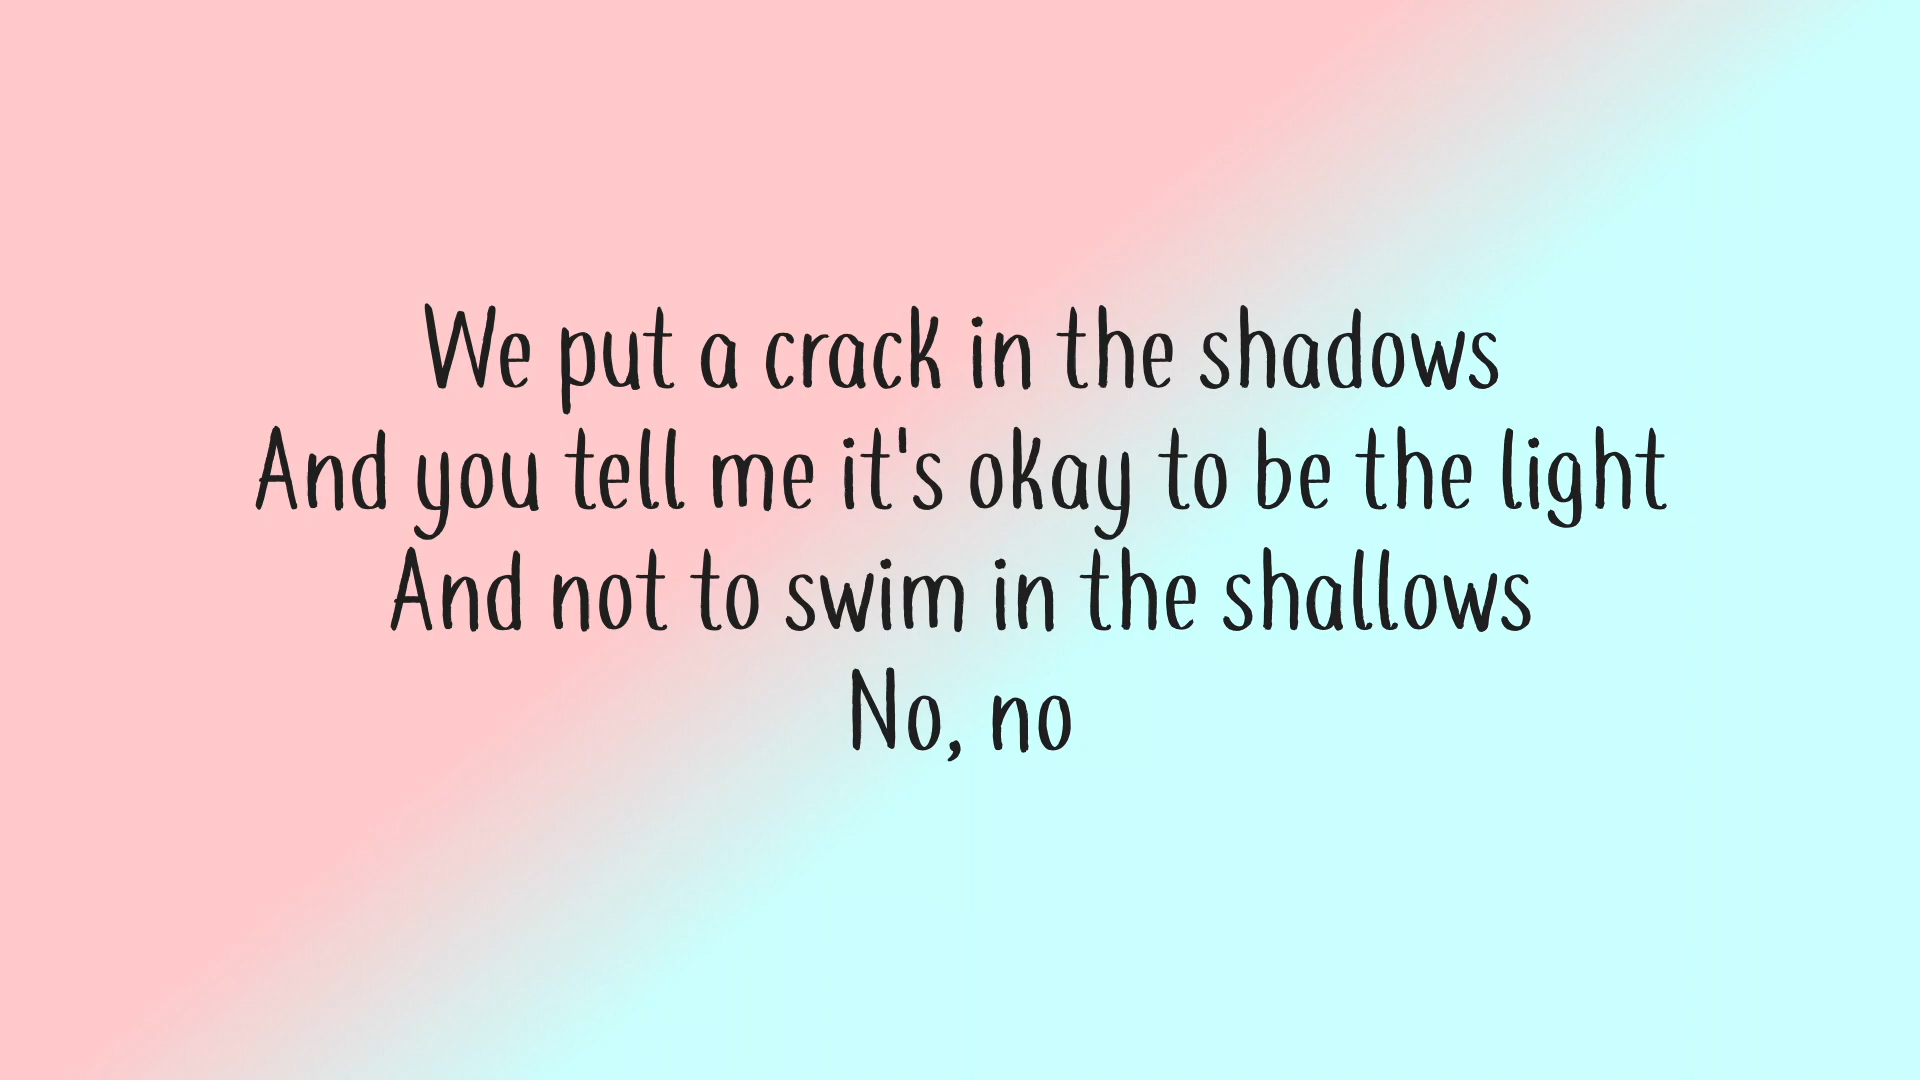 We put a crack in the shadows
And you tell me it's okay to be the light
And not to swim in the shallows
No, no